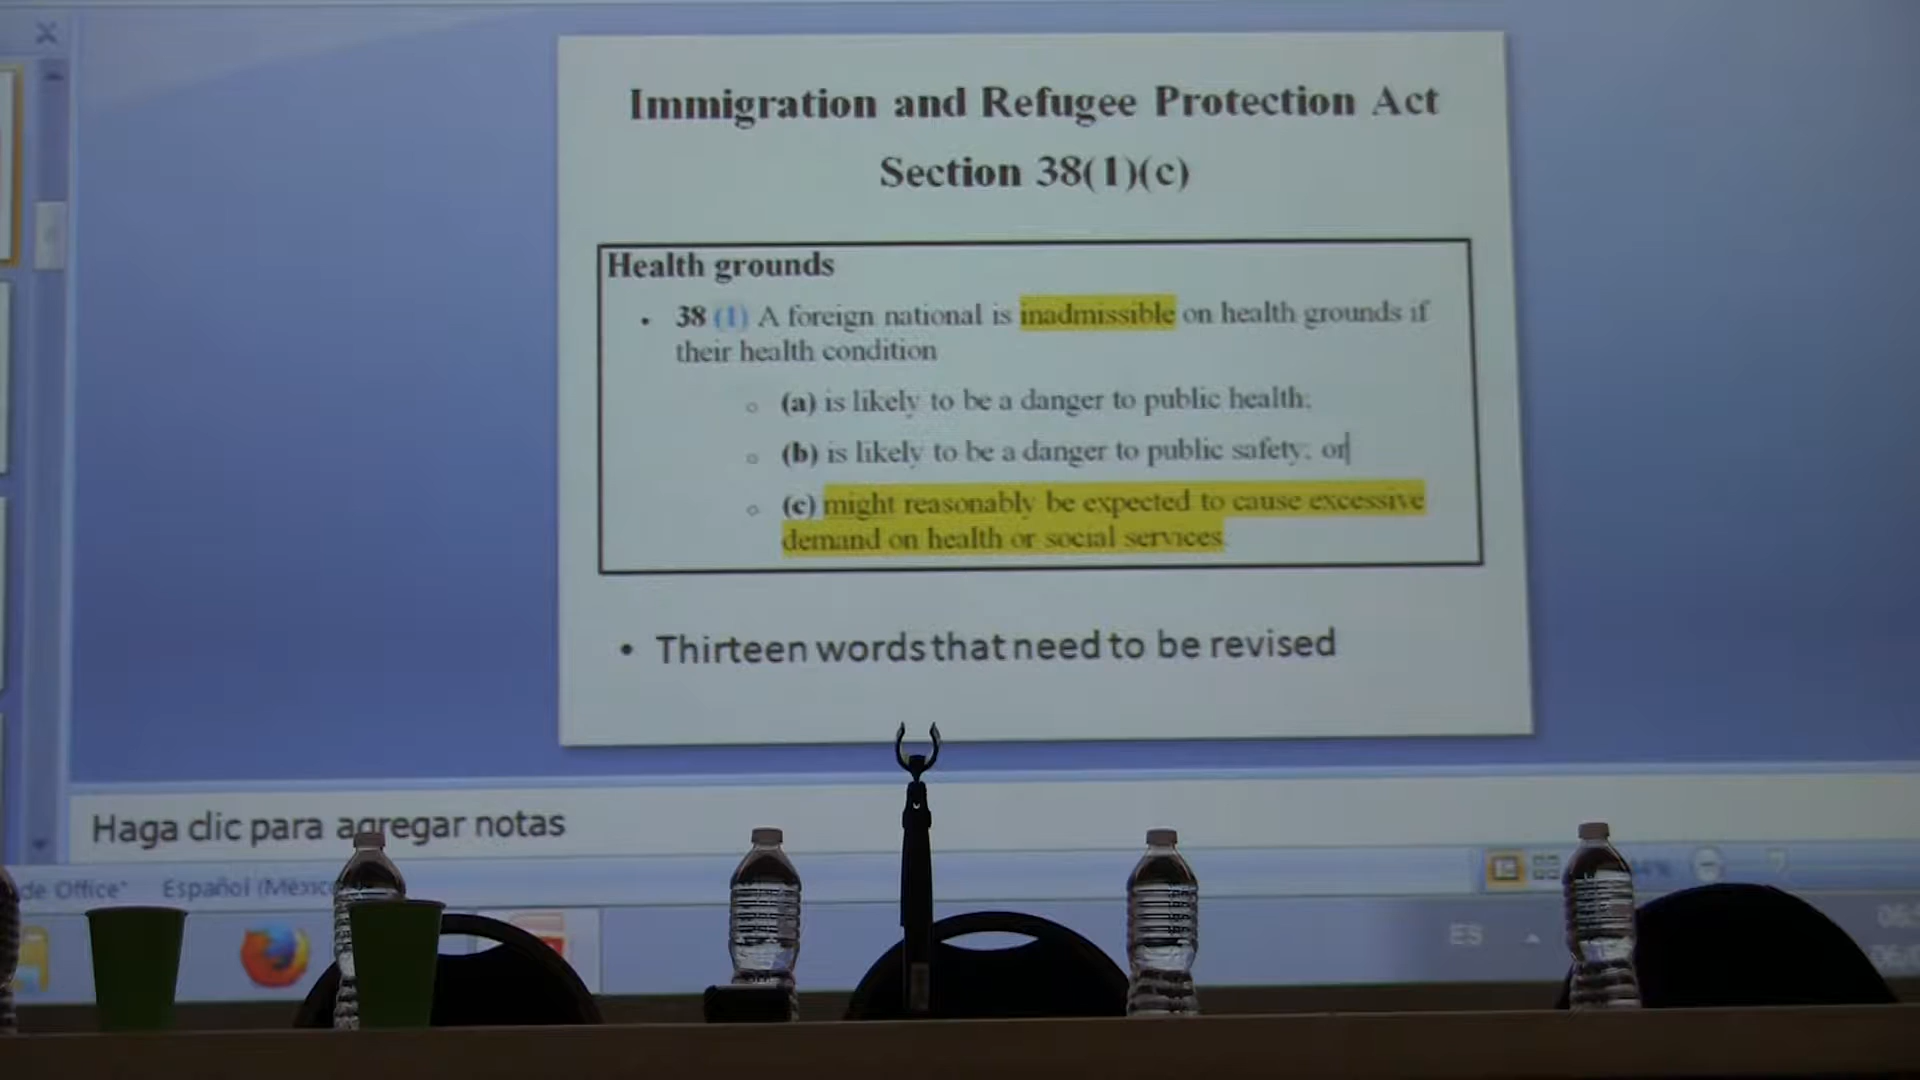 Immigration and Refugee Protection Act
Section 38(1)(c)
Health grounds
• 38 (1) A foreign national is inadmissible on health grounds if
their health condition
○ (a) is likely to be a danger to public health;
○ (b) is likely to be a danger to public safety; or
○ (c) might reasonably be expected to cause excessive
demand on health or social services.
• Thirteen words that need to be revised
Haga clic para agregar notas
de Office" Español (México
ES